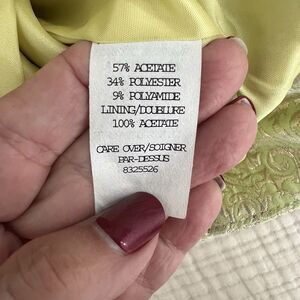 57% ACETATE
34% POLYESTER
9% POLYAMIDE
LINING/DOUBLURE
100% ACETATE
CARE OVER/SOIGNER
PAR-DESSUS
8325526